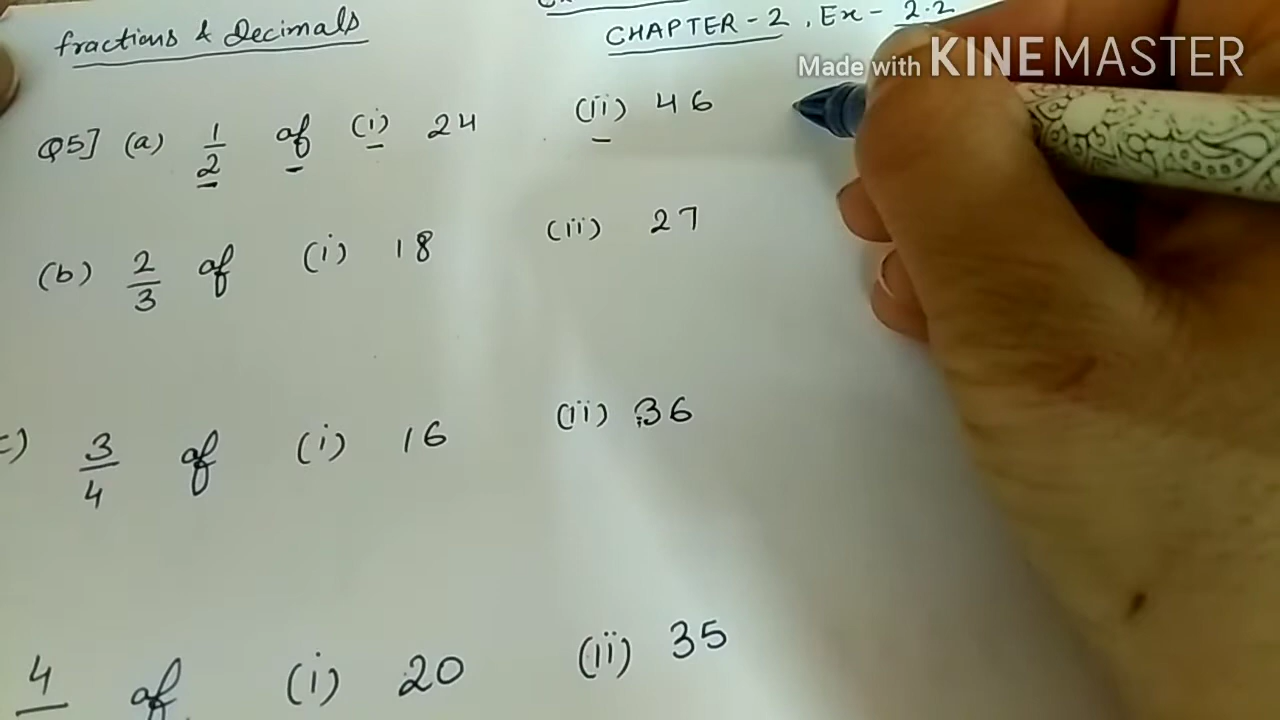 fractions & Decimals
CHAPTER-2, Ex- 2.2
Made with KINEMASTER
Q5] (a) 1/2 of (i) 24 (ii) 46
(b) 2/3 of (i) 18 (ii) 27
) 3/4 of (i) 16 (ii) 36
4 of (i) 20 (ii) 35